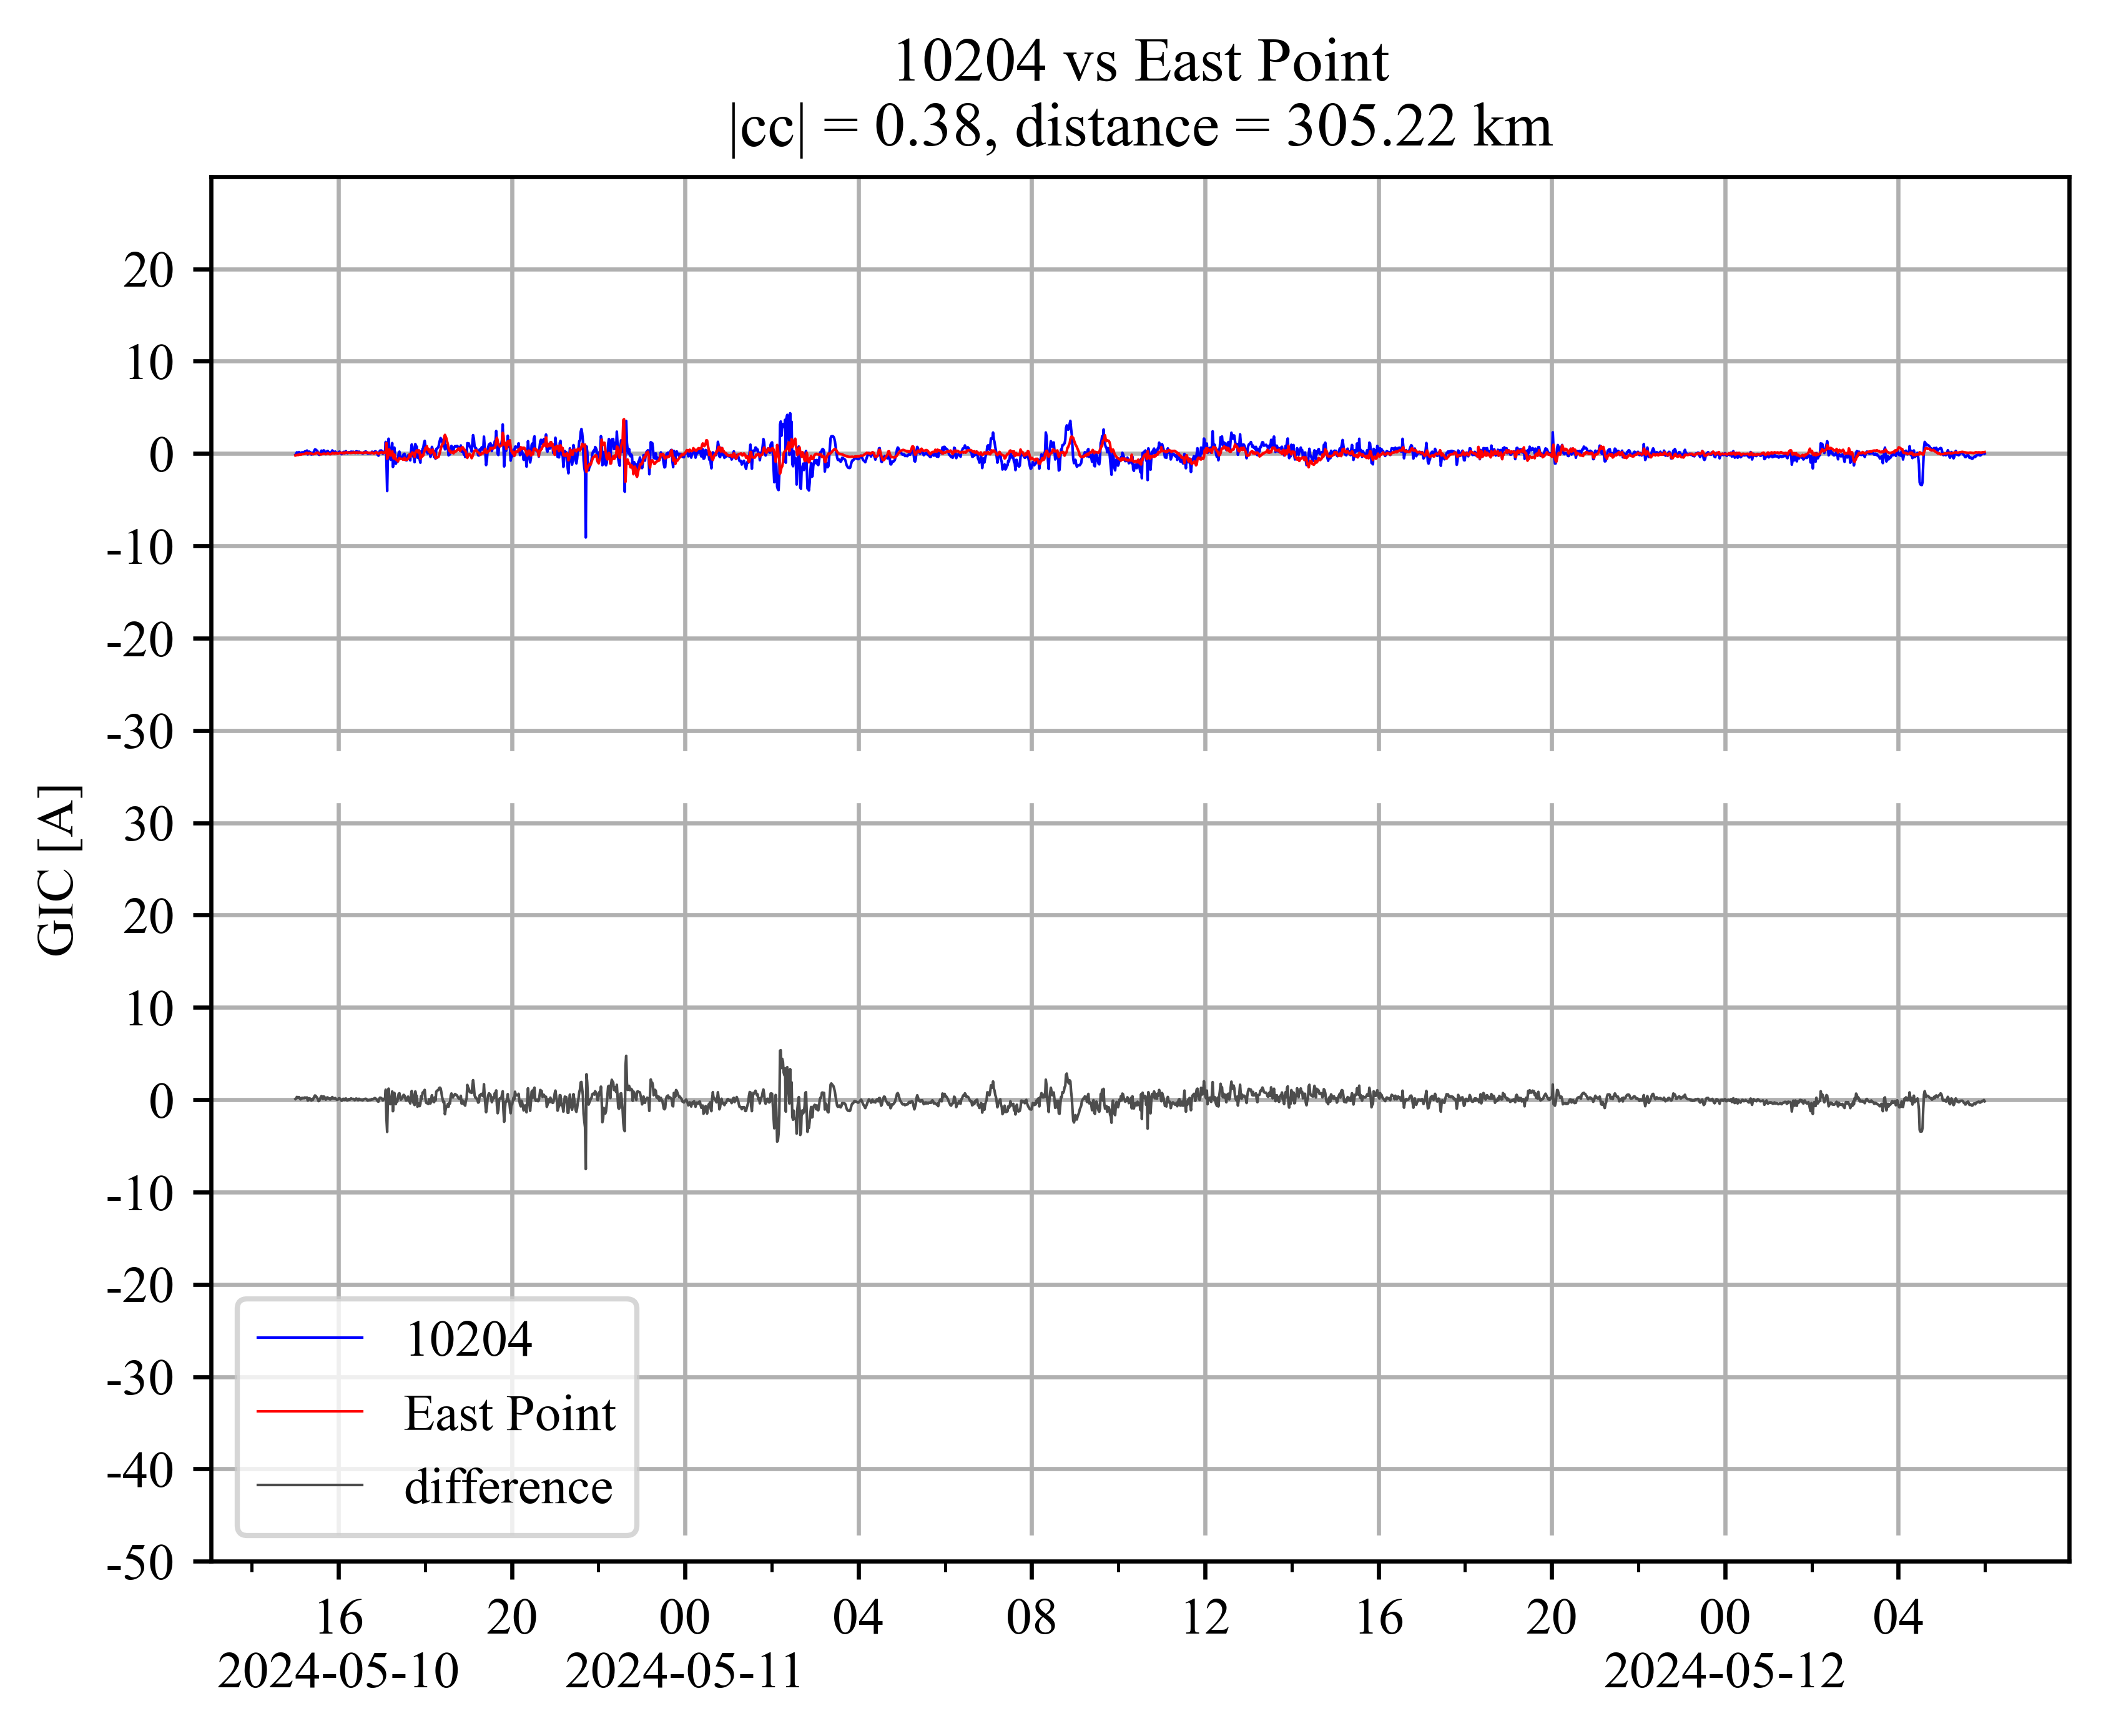 10204 vs East Point
|cc| = 0.38, distance = 305.22 km
GIC [A]
20
10
0
-10
-20
-30
30
20
10
0
-10
-20
-30
-40
-50
10204
East Point
difference
16 20 00 04 08 12 16 20 00 04
2024-05-10 2024-05-11 2024-05-12